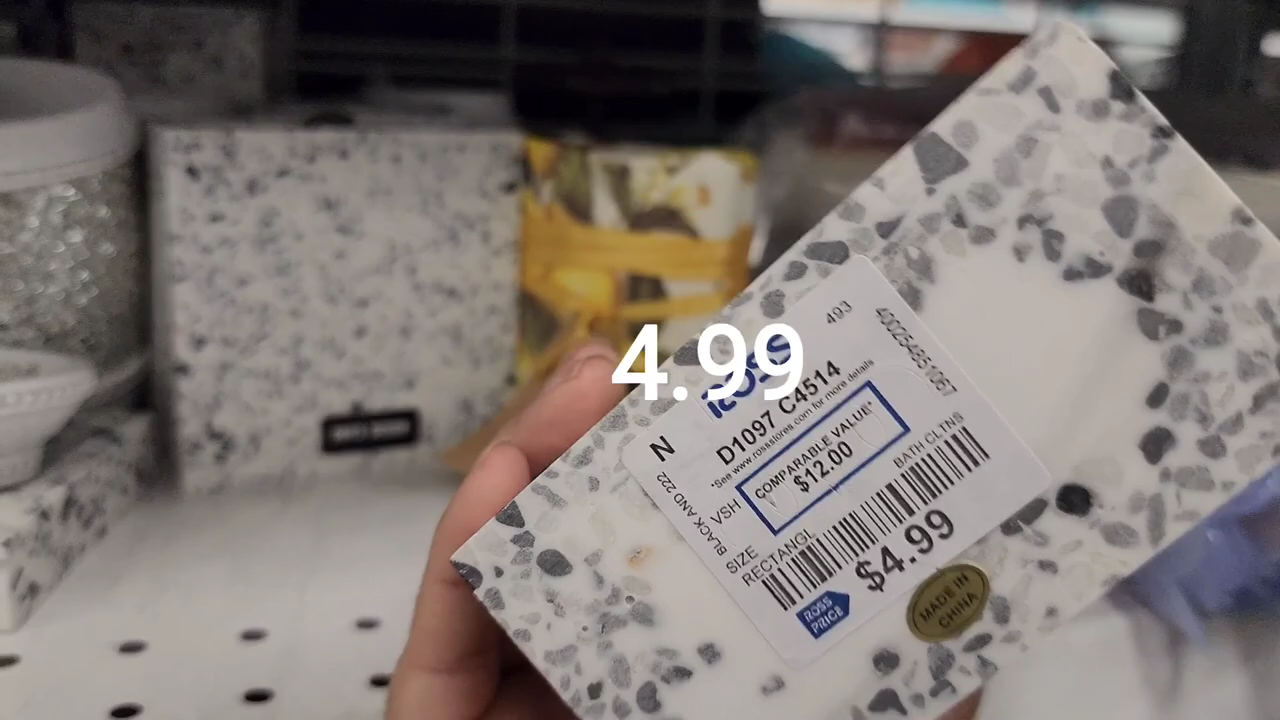 4.99
ROSS
493
400254851067
N
D1097 C4514
*See www.rossstores.com for more details
COMPARABLE VALUE*
$12.00
BLACK AND 222
VSH
BATH CLTNS
SIZE
RECTANGL
$4.99
ROSS
PRICE
MADE IN
CHINA